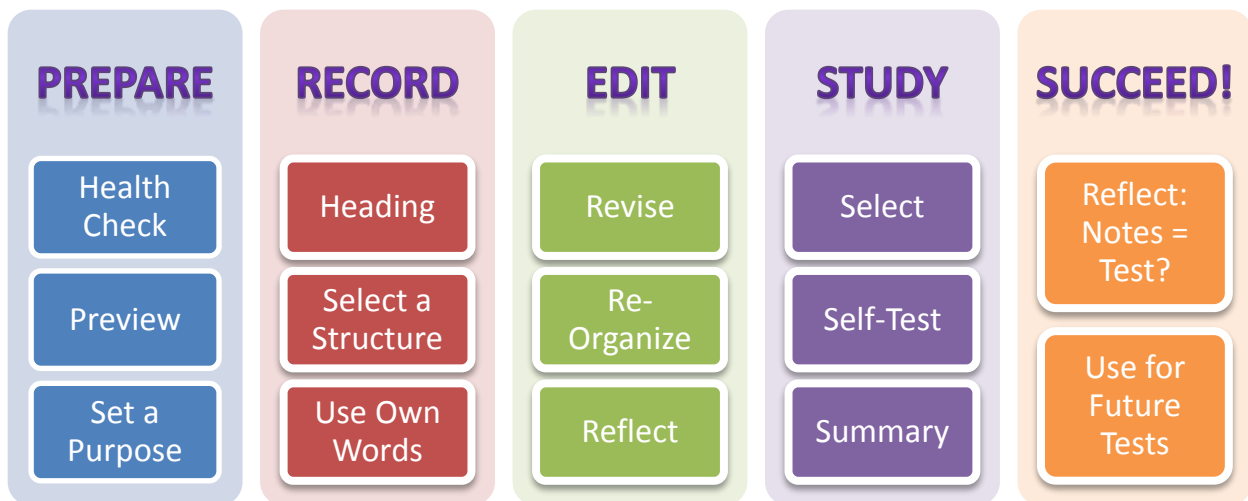 PREPARE
Health
Check
Preview
Set a
Purpose
RECORD
Heading
Select a
Structure
Use Own
Words
EDIT
Revise
Re-
Organize
Reflect
STUDY
Select
Self-Test
Summary
SUCCEED!
Reflect:
Notes =
Test?
Use for
Future
Tests